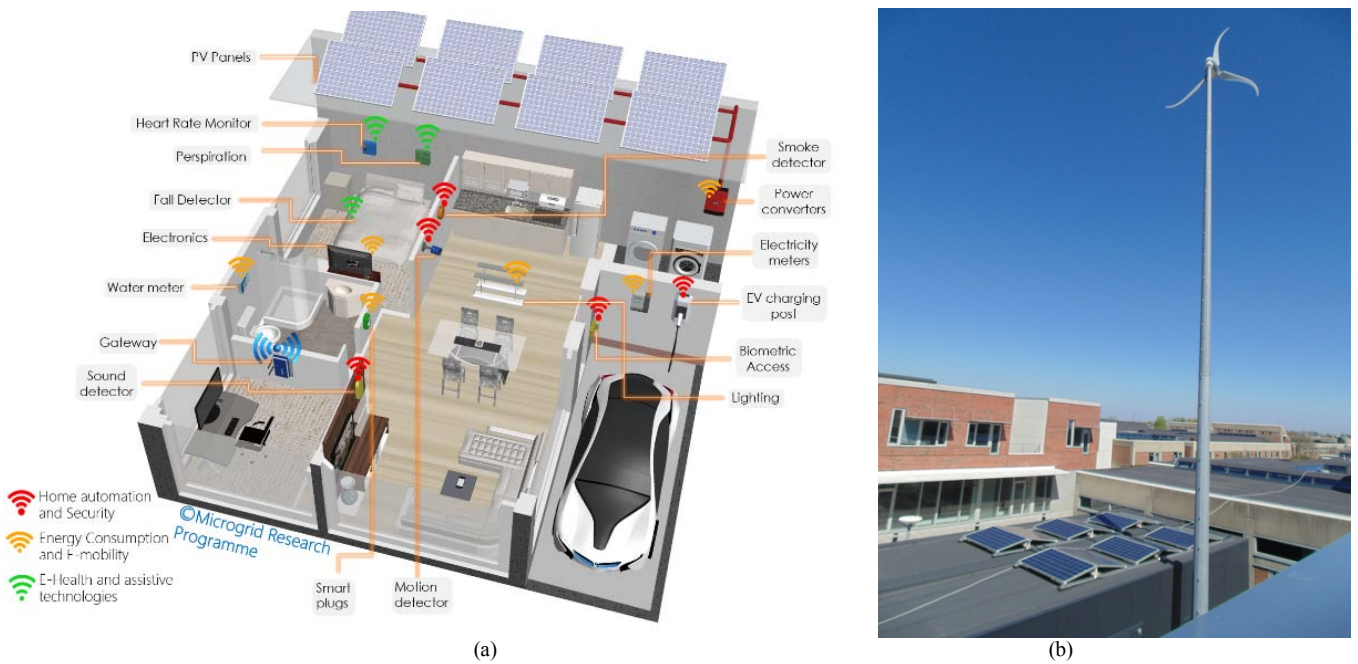 PV Panels
Heart Rate Monitor
Perspiration
Fall Detector
Electronics
Water meter
Gateway
Sound
detector
Smoke
detector
Power
converters
Electricity
meters
EV charging
post
Biometric
Access
Lighting
Home automation
and Security
Energy Consumption
and E-mobility
E-Health and assistive
technologies
©Microgrid Research
Programme
Smart
plugs
Motion
detector
(a)
(b)